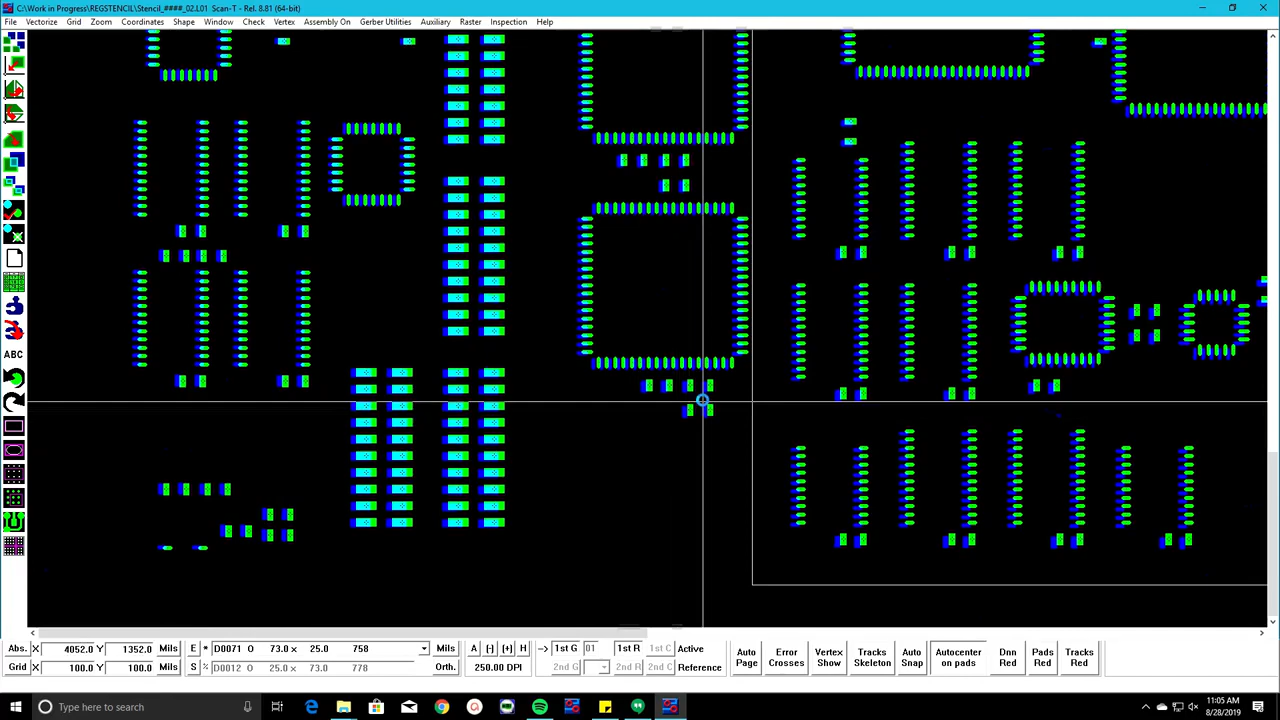 C:\Work in Progress\REGSTENCIL\Stencil_####_02.L01 Scan-T - Rel. 8.81 (64-bit)
File Vectorize Grid Zoom Coordinates Shape Window Check Vertex Assembly On Gerber Utilities Auxiliary Raster Inspection Help
ABC
Abs. X 4052.0 Y 1352.0 Mils E * D0071 O 73.0 x 25.0 758 Mils A [-] [+] H --> 1st G 01 1st R 1st C Active
Grid X 100.0 Y 100.0 Mils S % D0012 O 25.0 x 73.0 778 Orth. 250.00 DPI 2nd G 2nd R 2nd C Reference
Auto Page Error Crosses Vertex Show Tracks Skeleton Auto Snap Autocenter on pads Dnn Red Pads Red Tracks Red
Type here to search
11:05 AM
8/28/2019